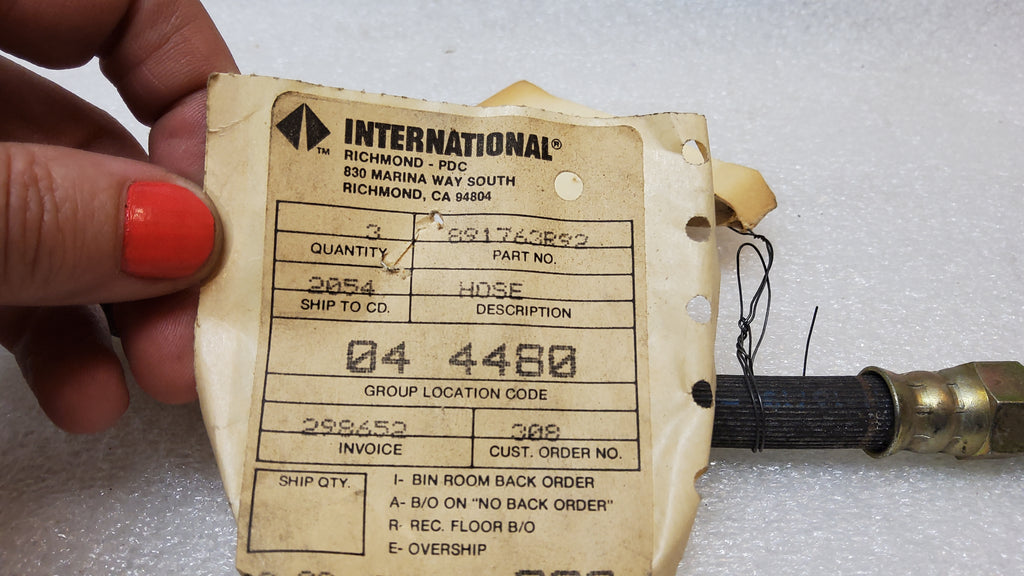 INTERNATIONAL®
™
RICHMOND - PDC
830 MARINA WAY SOUTH
RICHMOND, CA 94804
3 891763R92
QUANTITY PART NO.
2054 HOSE
SHIP TO CD. DESCRIPTION
04 4480
GROUP LOCATION CODE
298652 308
INVOICE CUST. ORDER NO.
SHIP QTY. I- BIN ROOM BACK ORDER
A- B/O ON "NO BACK ORDER"
R- REC. FLOOR B/O
E- OVERSHIP